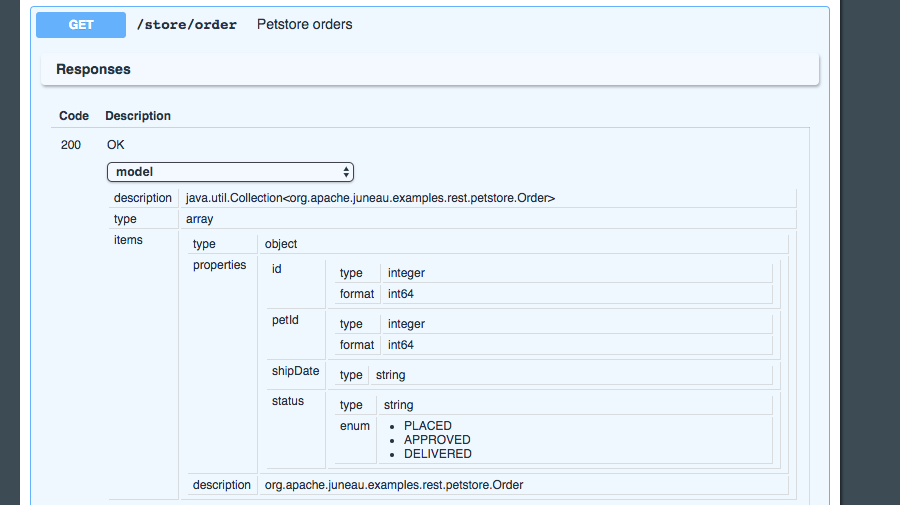 GET /store/order Petstore orders
Responses
Code Description
200 OK
model
description java.util.Collection<org.apache.juneau.examples.rest.petstore.Order>
type array
items type object
properties id type integer
format int64
petId type integer
format int64
shipDate type string
status type string
enum • PLACED
• APPROVED
• DELIVERED
description org.apache.juneau.examples.rest.petstore.Order